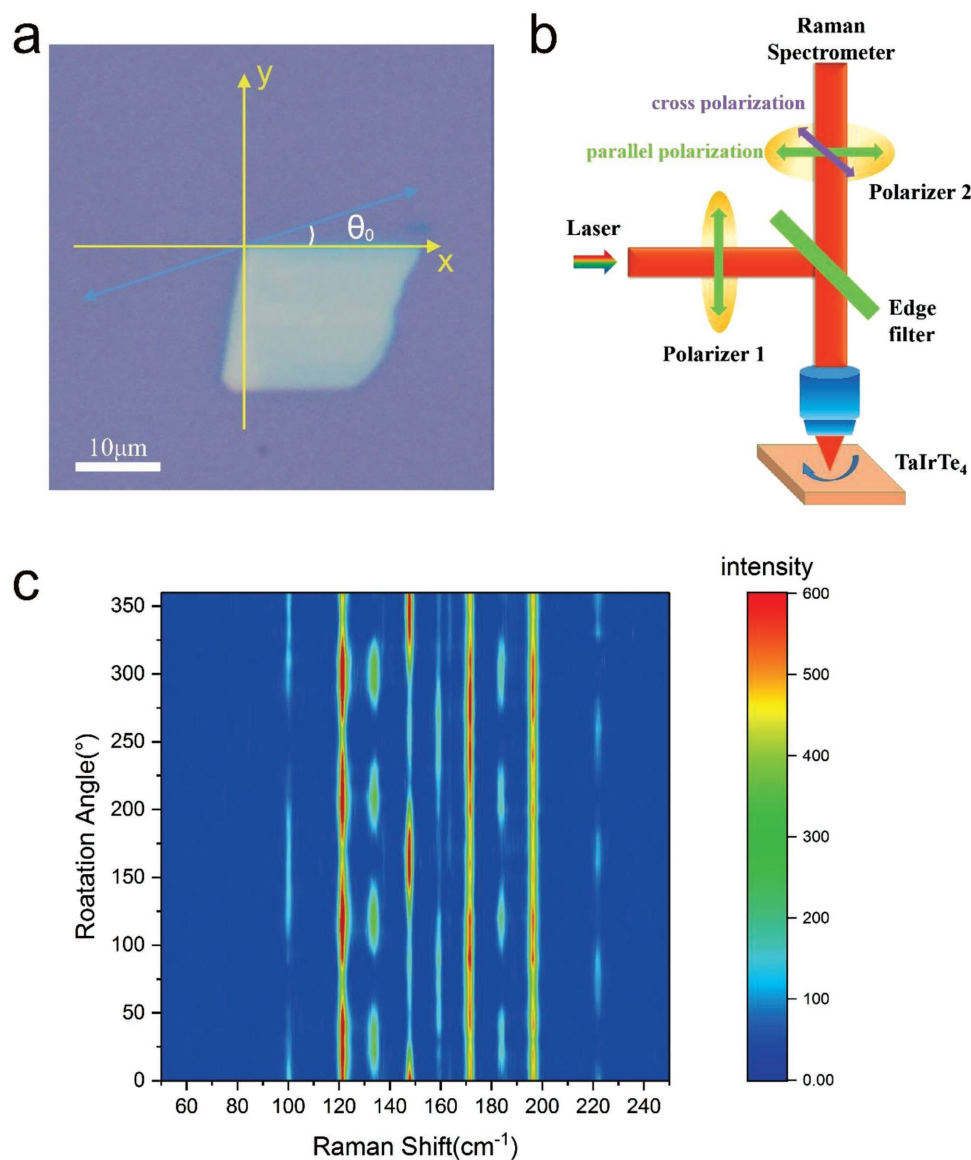 a
y
θ₀
x
10μm
b
Raman
Spectrometer
cross polarization
parallel polarization
Polarizer 2
Laser
Polarizer 1
Edge
filter
TaIrTe₄
c
intensity
Roatation Angle(°)
350
300
250
200
150
100
50
0
60 80 100 120 140 160 180 200 220 240
Raman Shift(cm⁻¹)
600
500
400
300
200
100
0.00